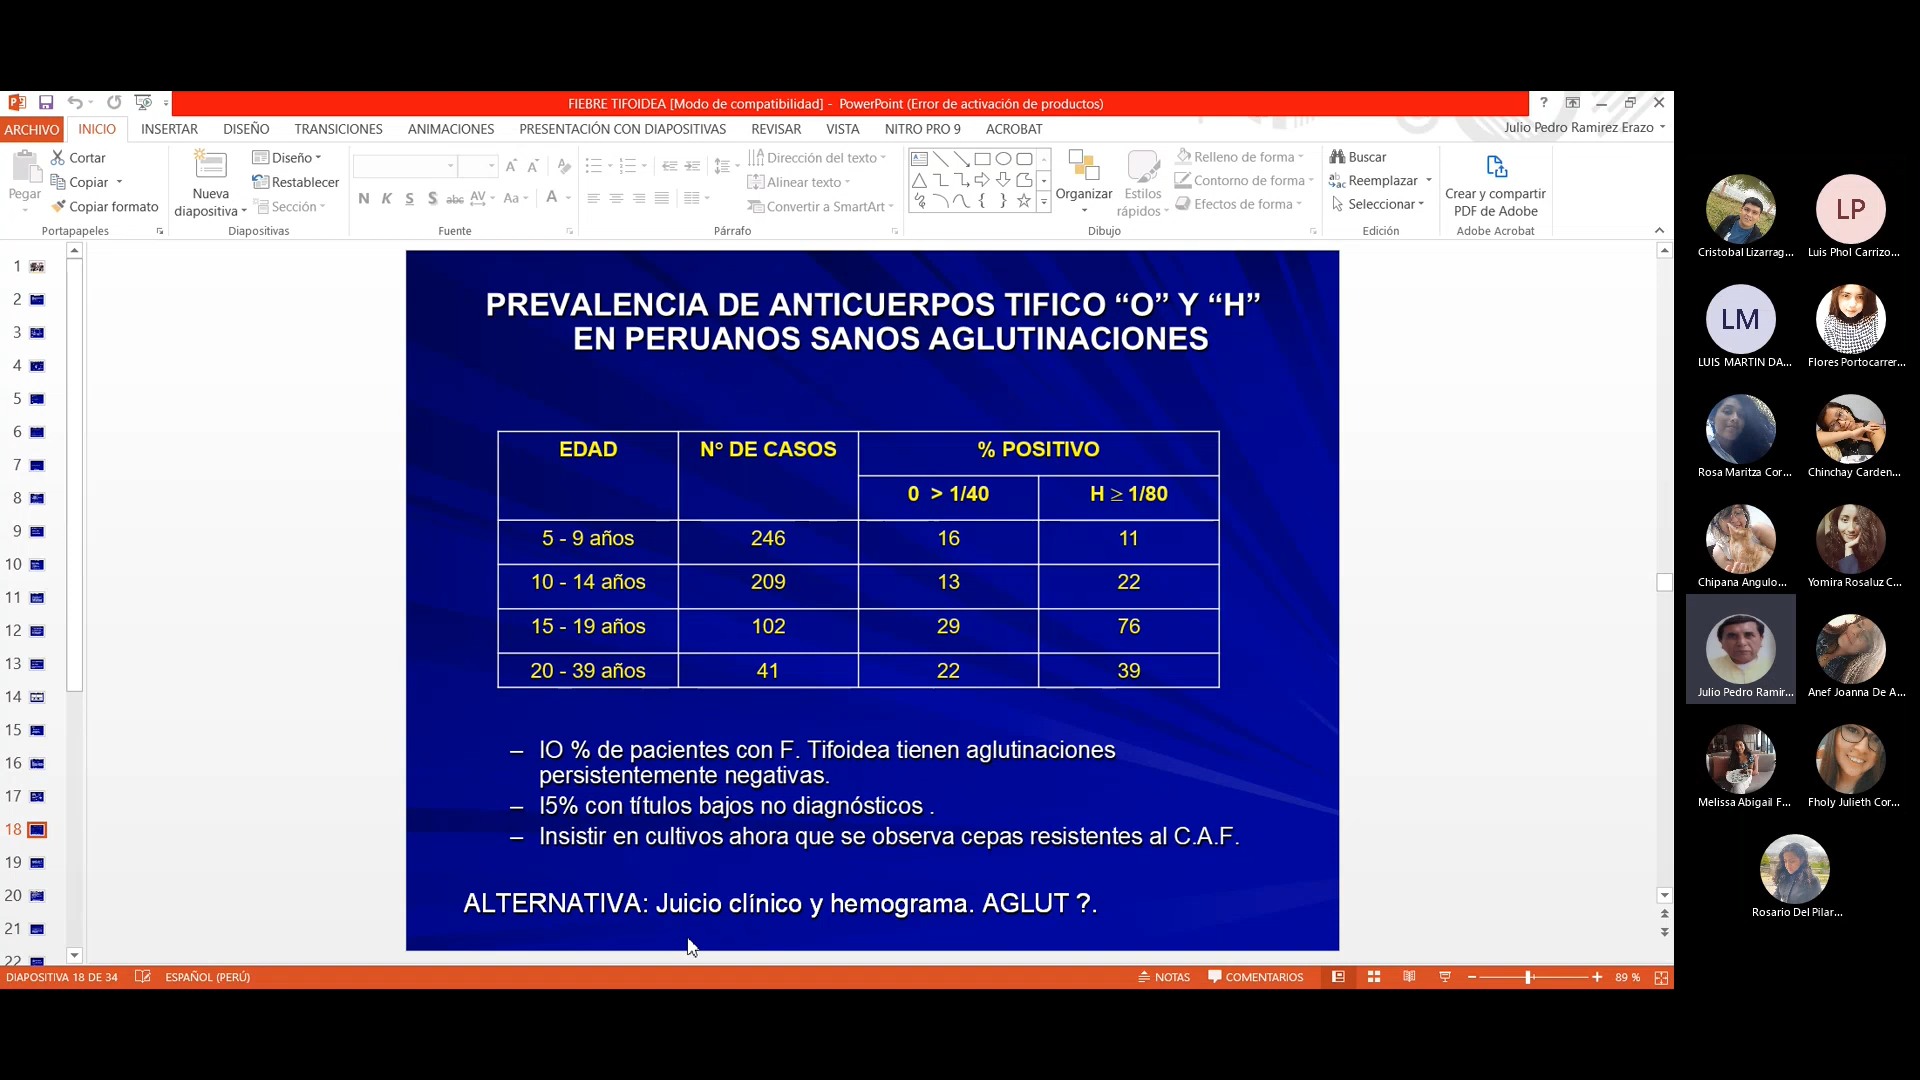 FIEBRE TIFOIDEA [Modo de compatibilidad] - PowerPoint (Error de activación de productos)
?
ARCHIVO INICIO INSERTAR DISEÑO TRANSICIONES ANIMACIONES PRESENTACIÓN CON DIAPOSITIVAS REVISAR VISTA NITRO PRO 9 ACROBAT Julio Pedro Ramirez Erazo
Pegar
Cortar
Copiar
Copiar formato
Portapapeles
Nueva
diapositiva
Diseño
Restablecer
Sección
Diapositivas
N K S S abc AV Aa A
Fuente
Dirección del texto
Alinear texto
Convertir a SmartArt
Párrafo
Organizar
Estilos
rápidos
Relleno de forma
Contorno de forma
Efectos de forma
Dibujo
Buscar
Reemplazar
Seleccionar
Edición
Crear y compartir
PDF de Adobe
Adobe Acrobat
1
2
3
4
5
6
7
8
9
10
11
12
13
14
15
16
17
18
19
20
21
22
PREVALENCIA DE ANTICUERPOS TIFICO “O” Y “H”
EN PERUANOS SANOS AGLUTINACIONES
EDAD N° DE CASOS % POSITIVO
0 > 1/40 H ≥ 1/80
5 - 9 años 246 16 11
10 - 14 años 209 13 22
15 - 19 años 102 29 76
20 - 39 años 41 22 39
– IO % de pacientes con F. Tifoidea tienen aglutinaciones
persistentemente negativas.
– I5% con títulos bajos no diagnósticos .
– Insistir en cultivos ahora que se observa cepas resistentes al C.A.F.
ALTERNATIVA: Juicio clínico y hemograma. AGLUT ?.
DIAPOSITIVA 18 DE 34 ESPAÑOL (PERÚ) NOTAS COMENTARIOS 89 %
LP
Cristobal Lizarrag... Luis Phol Carrizo...
LM
LUIS MARTIN DA... Flores Portocarrer...
Rosa Maritza Cor... Chinchay Carden...
Chipana Angulo... Yomira Rosaluz C...
Julio Pedro Ramir... Anef Joanna De A...
Melissa Abigail F... Fholy Julieth Cor...
Rosario Del Pilar...